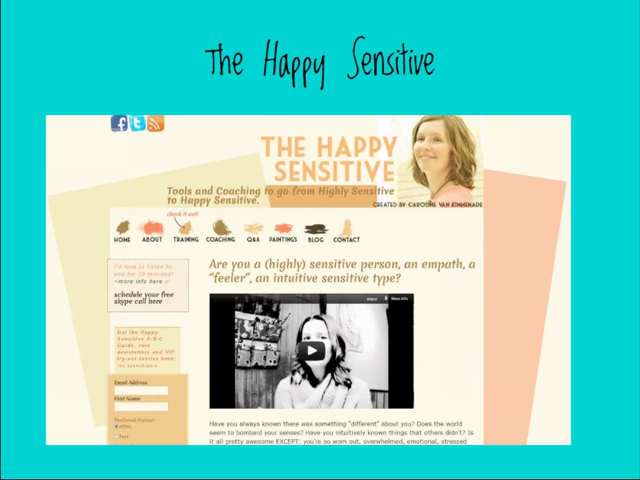 The Happy Sensitive
THE HAPPY
SENSITIVE
Tools and Coaching to go from Highly Sensitive
to Happy Sensitive.
CREATED BY CAROLINE VAN KIMMENADE
check it out!
HOME ABOUT TRAINING COACHING Q&A PAINTINGS BLOG CONTACT
I'd love to listen to
you for 30 minutes!
~more info here or
schedule your free
skype call here
Are you a (highly) sensitive person, an empath, a
"feeler", an intuitive sensitive type?
share More info
Get the Happy
Sensitive A-B-C
Guide, rare
newsletters and VIP
try-out invites here:
Email Address
First Name
Preferred Format
HTML
Text
Have you always known there was something "different" about you? Does the world
seem to bombard your senses? Have you intuitively known things that others didn't? Is
it all pretty awesome EXCEPT: you're so worn out, overwhelmed, emotional, stressed